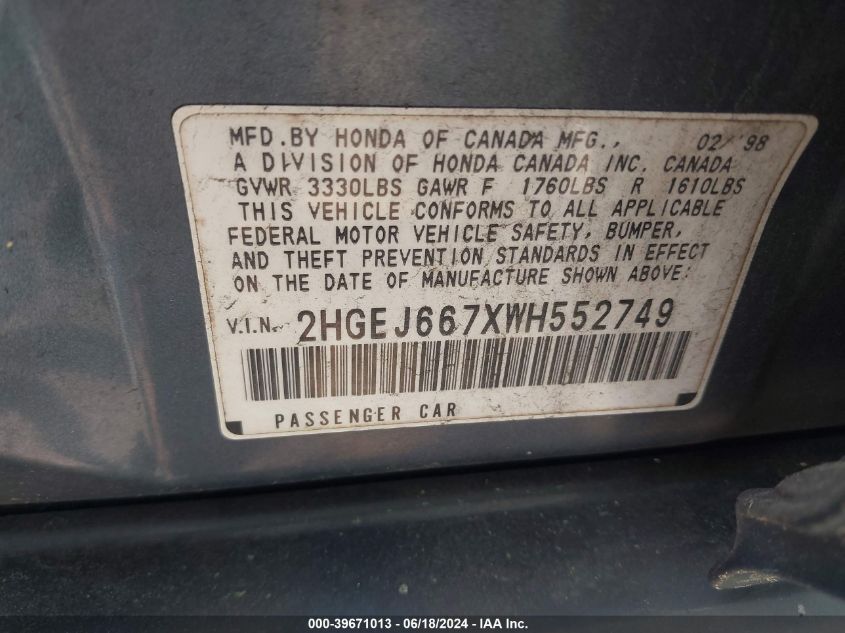 MFD.BY HONDA OF CANADA MFG., 02/'98
A DIVISION OF HONDA CANADA INC. CANADA
GVWR 3330LBS GAWR F 1760LBS R 1610LBS
THIS VEHICLE CONFORMS TO ALL APPLICABLE
FEDERAL MOTOR VEHICLE SAFETY, BUMPER,
AND THEFT PREVENTION STANDARDS IN EFFECT
ON THE DATE OF MANUFACTURE SHOWN ABOVE:
V.I.N. 2HGEJ667XWH552749
PASSENGER CAR
000-39671013 - 06/18/2024 - IAA Inc.